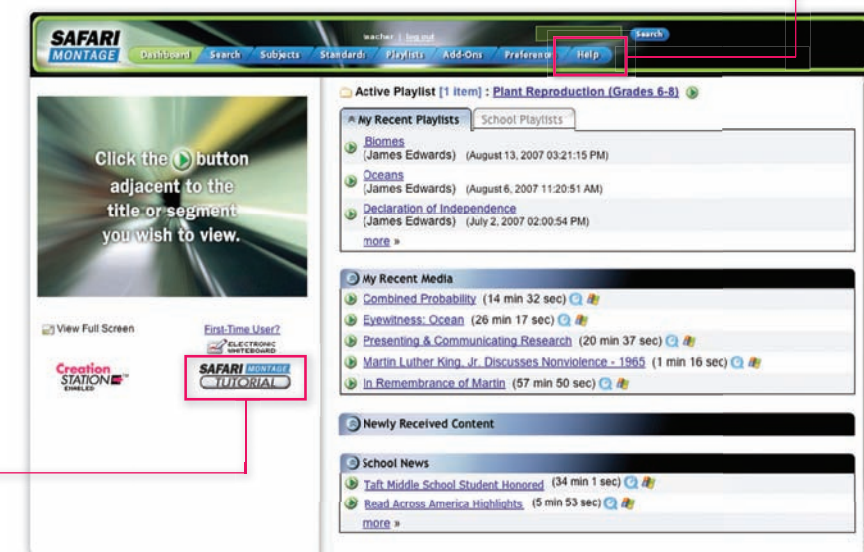 SAFARI
MONTAGE
teacher | log out
Search
Dashboard Search Subjects Standards Playlists Add-Ons Preferences Help
Click the button
adjacent to the
title or segment
you wish to view.
View Full Screen
First-Time User?
ELECTRONIC
WHITEBOARD
Creation
STATION
ENABLED
SAFARI MONTAGE
TUTORIAL
Active Playlist [1 item] : Plant Reproduction (Grades 6-8)
My Recent Playlists School Playlists
Biomes
(James Edwards) (August 13, 2007 03:21:15 PM)
Oceans
(James Edwards) (August 6, 2007 11:20:51 AM)
Declaration of Independence
(James Edwards) (July 2, 2007 02:00:54 PM)
more »
My Recent Media
Combined Probability (14 min 32 sec)
Eyewitness: Ocean (26 min 17 sec)
Presenting & Communicating Research (20 min 37 sec)
Martin Luther King, Jr. Discusses Nonviolence - 1965 (1 min 16 sec)
In Remembrance of Martin (57 min 50 sec)
Newly Received Content
School News
Taft Middle School Student Honored (34 min 1 sec)
Read Across America Highlights (5 min 53 sec)
more »